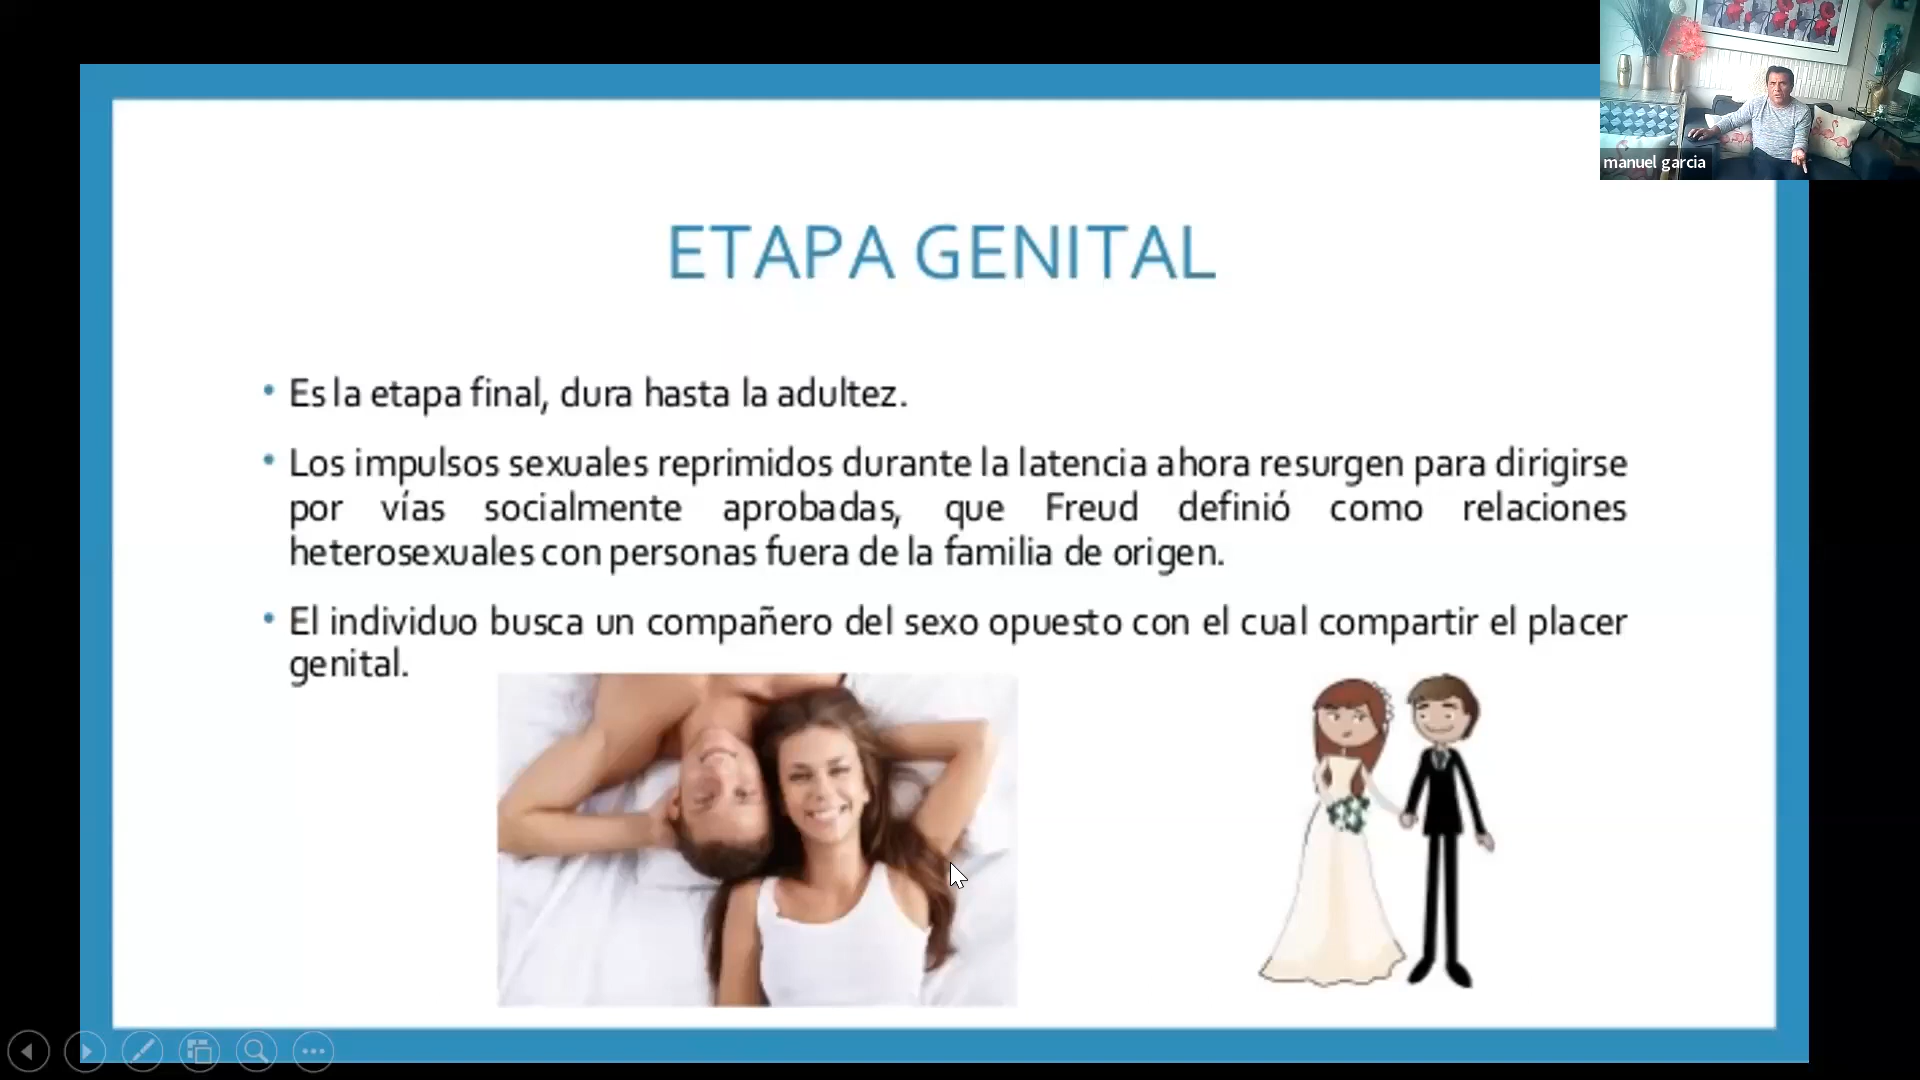 manuel garcia
ETAPA GENITAL
• Es la etapa final, dura hasta la adultez.
• Los impulsos sexuales reprimidos durante la latencia ahora resurgen para dirigirse
por vías socialmente aprobadas, que Freud definió como relaciones
heterosexuales con personas fuera de la familia de origen.
• El individuo busca un compañero del sexo opuesto con el cual compartir el placer
genital.